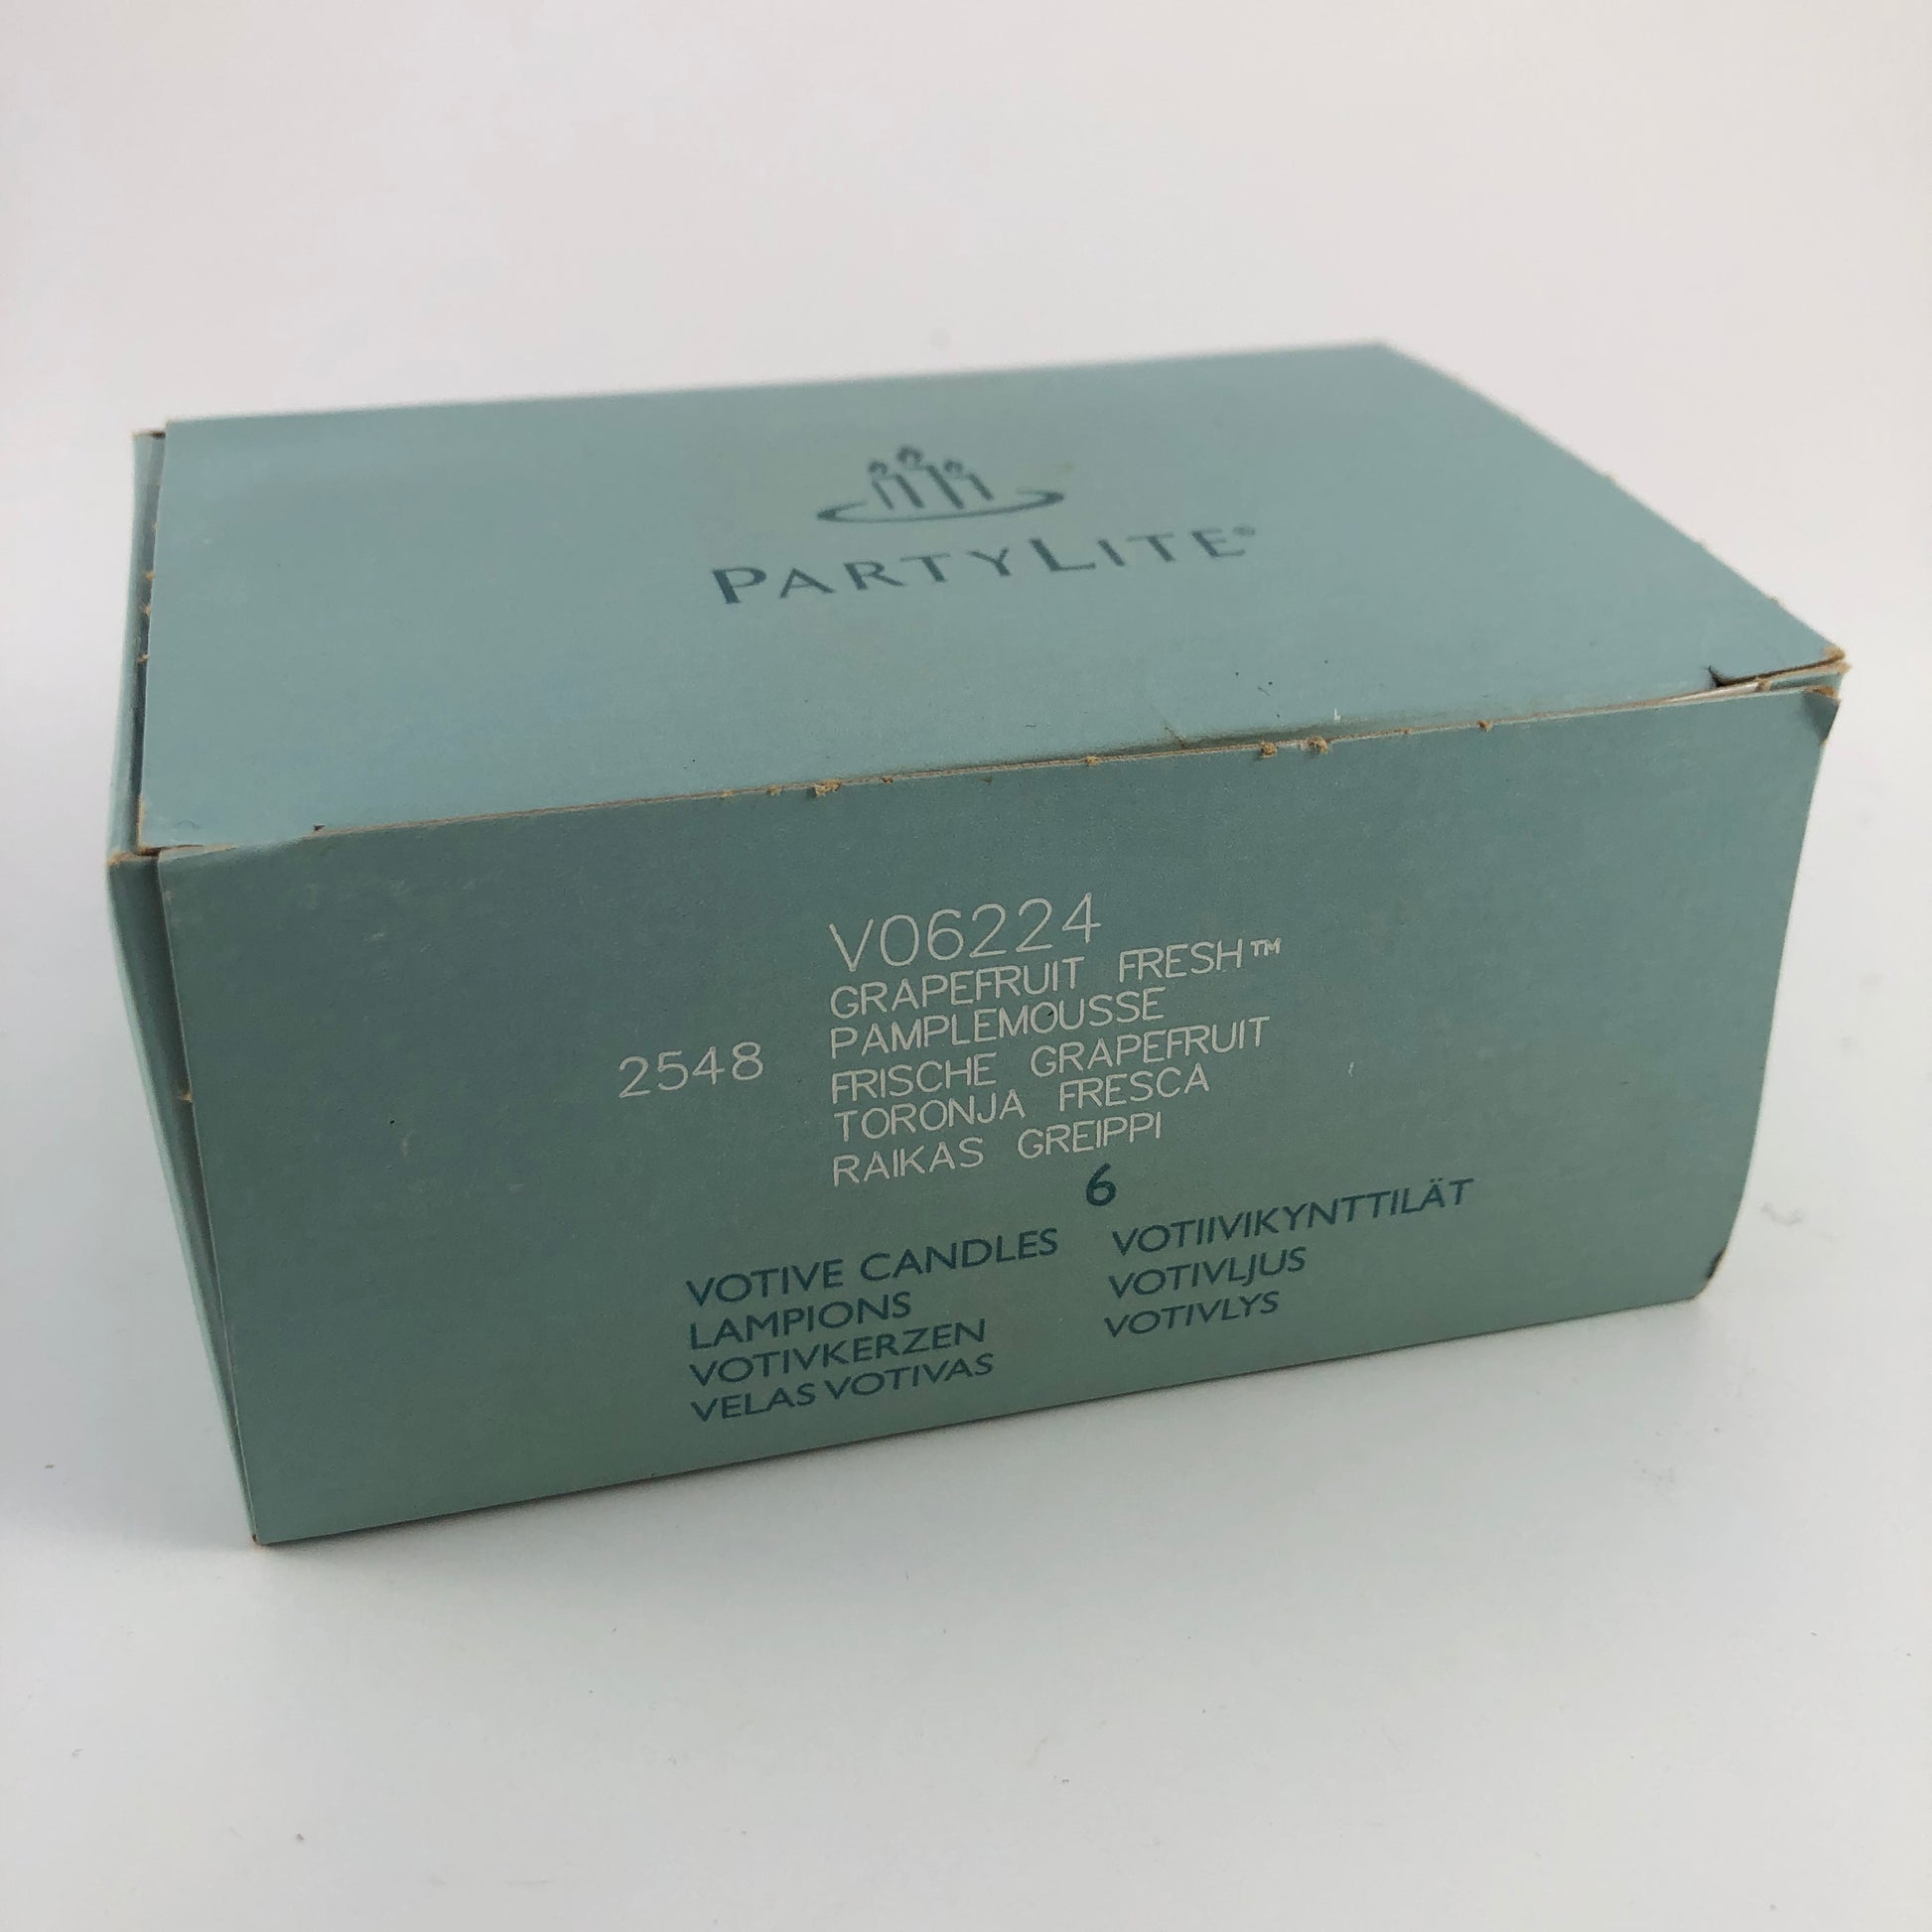 PARTYLITE®
V06224
GRAPEFRUIT FRESH™
PAMPLEMOUSSE
2548
FRISCHE GRAPEFRUIT
TORONJA FRESCA
RAIKAS GREIPPI
6
VOTIVE CANDLES
LAMPIONS
VOTIVKERZEN
VELAS VOTIVAS
VOTIIVIKYNTTILÄT
VOTIVLJUS
VOTIVLYS